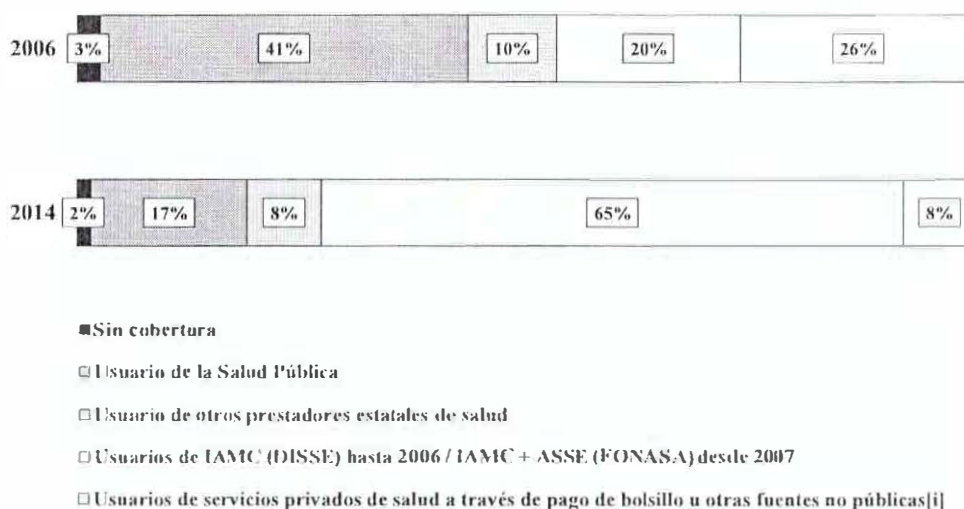 2006 3% 41% 10% 20% 26%
2014 2% 17% 8% 65% 8%
Sin cobertura
Usuario de la Salud Pública
Usuario de otros prestadores estatales de salud
Usuarios de IAMC (DISSE) hasta 2006 / IAMC + ASSE (FONASA) desde 2007
Usuarios de servicios privados de salud a través de pago de bolsillo u otras fuentes no públicas[i]